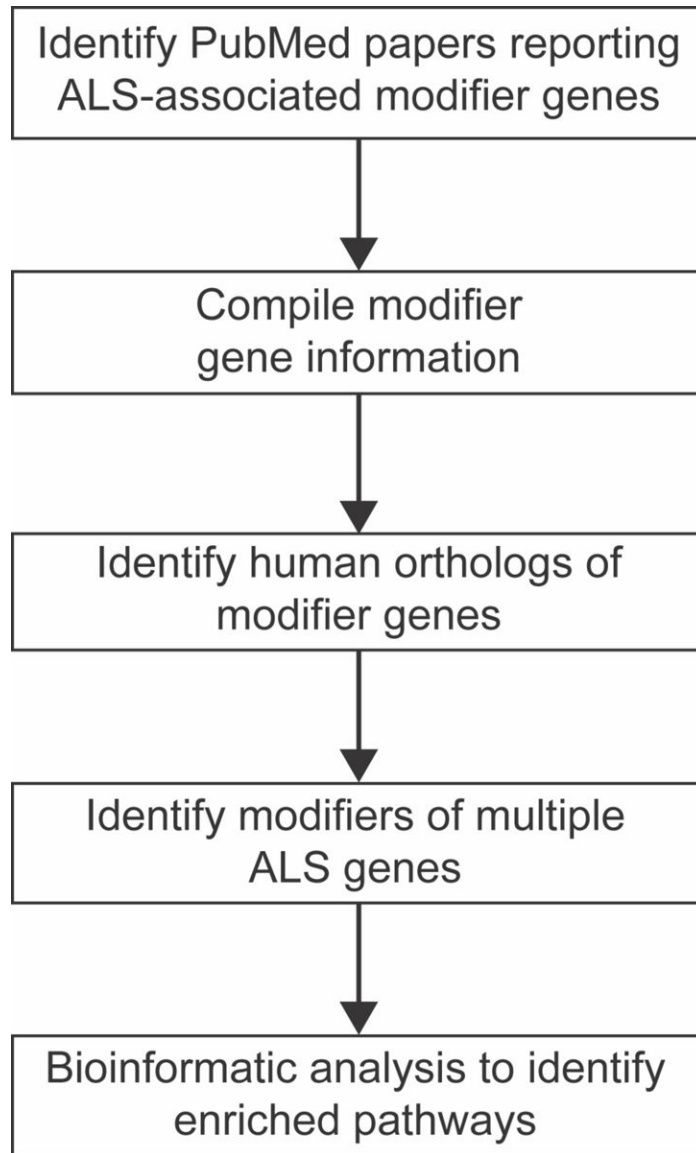 Identify PubMed papers reporting
ALS-associated modifier genes
Compile modifier
gene information
Identify human orthologs of
modifier genes
Identify modifiers of multiple
ALS genes
Bioinformatic analysis to identify
enriched pathways